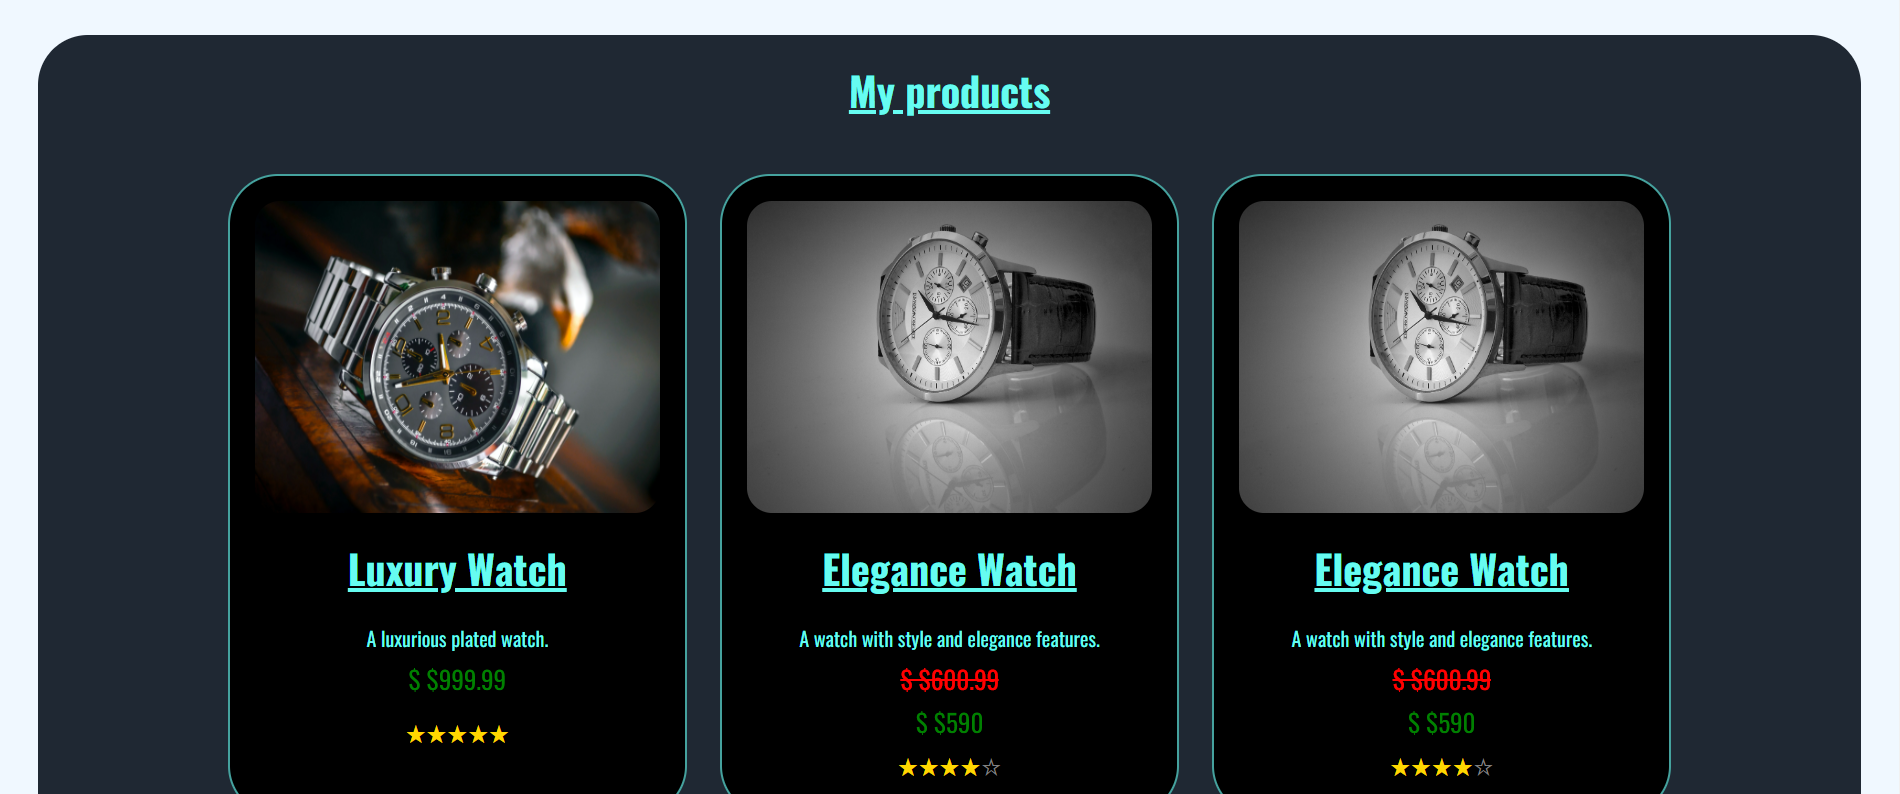 My products
Luxury Watch
A luxurious plated watch.
$ $999.99
★★★★★
Elegance Watch
A watch with style and elegance features.
$ $600.99
$ $590
★★★★☆
Elegance Watch
A watch with style and elegance features.
$ $600.99
$ $590
★★★★☆